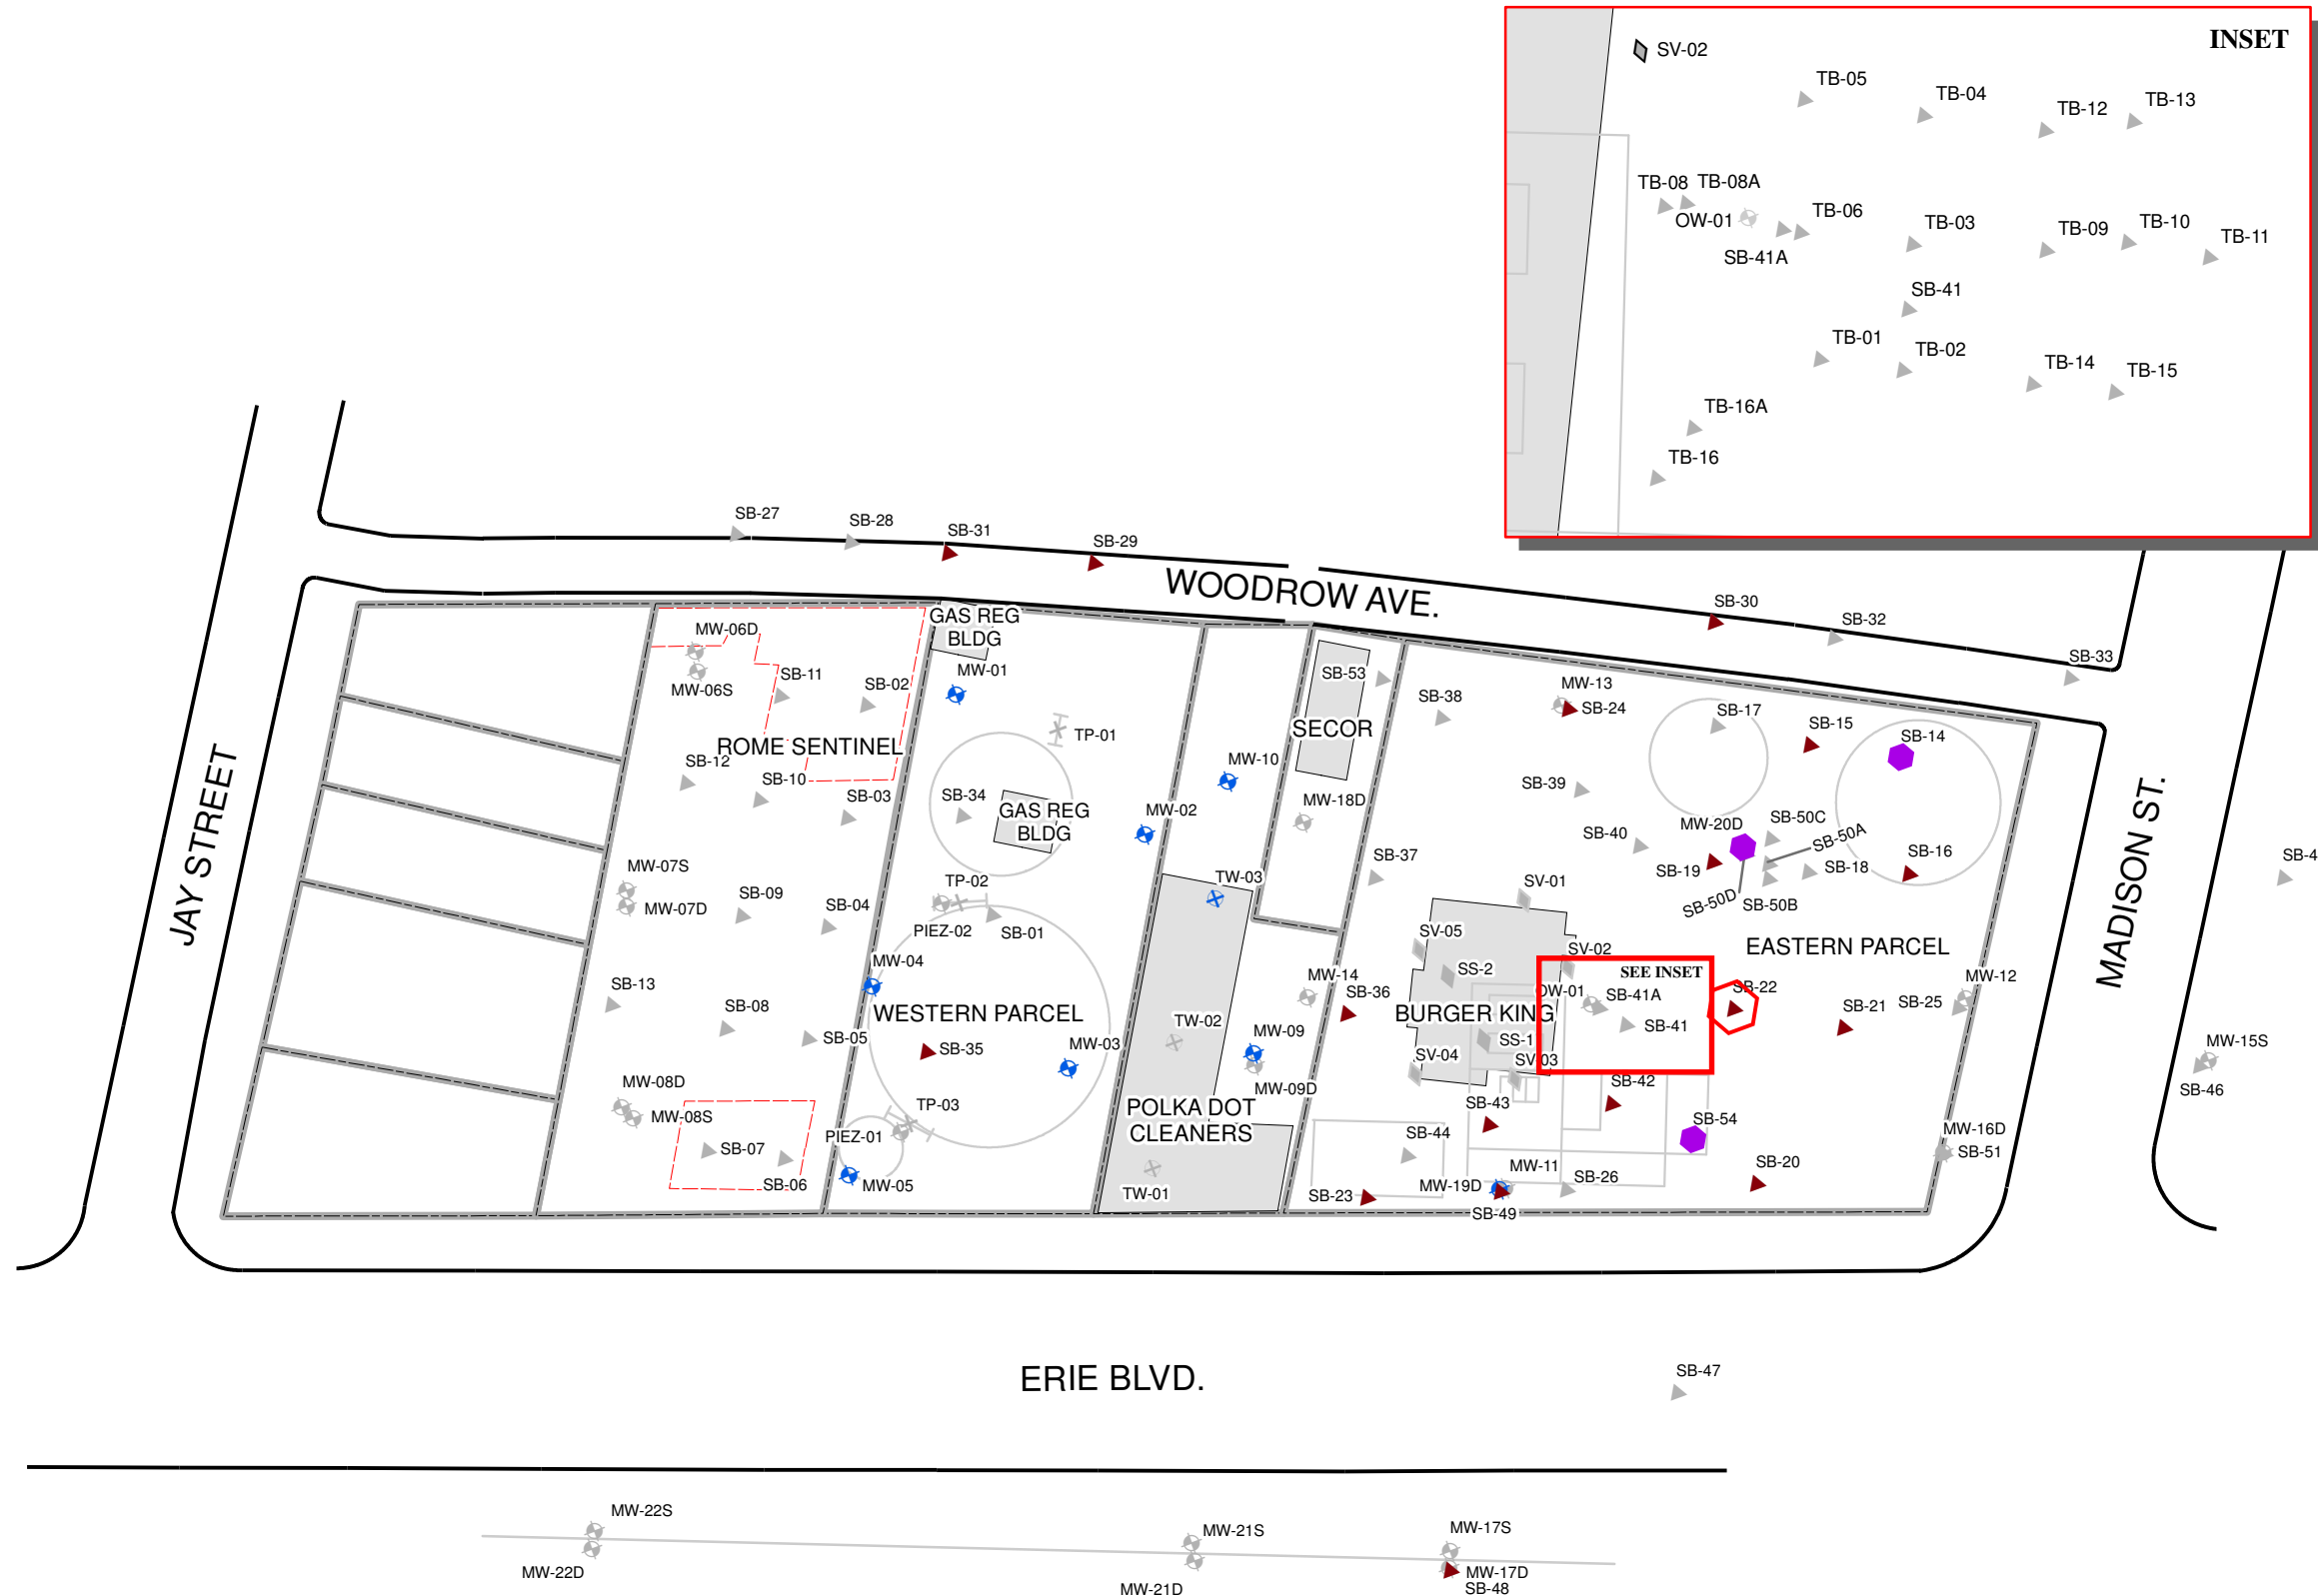 INSET
SV-02
TB-05
TB-04
TB-12
TB-13
TB-08
TB-08A
OW-01
TB-06
SB-41A
TB-03
TB-09
TB-10
TB-11
SB-41
TB-01
TB-02
TB-14
TB-15
TB-16A
TB-16
SB-27
SB-28
SB-31
SB-29
WOODROW AVE.
SB-30
SB-32
SB-33
GAS REG
BLDG
MW-06D
MW-06S
SB-11
SB-02
MW-01
SB-53
SB-38
MW-13
SB-24
SB-17
SB-15
SB-14
TP-01
SECOR
ROME SENTINEL
SB-12
SB-10
SB-03
SB-34
GAS REG
BLDG
MW-10
MW-02
MW-18D
SB-39
SB-40
MW-20D
SB-50C
SB-50A
SB-19
SB-18
SB-16
SB-50D
SB-50B
SB-37
JAY STREET
MADISON ST.
SB-4
MW-07S
MW-07D
SB-09
SB-04
TP-02
PIEZ-02
SB-01
TW-03
SV-01
SV-05
SV-02
SS-2
EASTERN PARCEL
SEE INSET
MW-04
SB-13
SB-08
SB-05
WESTERN PARCEL
SB-35
MW-03
TW-02
MW-14
SB-36
MW-09
MW-09D
BURGER KING
OW-01
SB-41A
SB-41
SS-1
SV-04
SV-03
SB-22
SB-21
SB-25
MW-12
MW-15S
SB-46
MW-08D
MW-08S
SB-07
SB-06
TP-03
PIEZ-01
MW-05
POLKA DOT
CLEANERS
TW-01
SB-42
SB-43
SB-44
SB-54
MW-16D
SB-51
SB-20
SB-26
MW-11
MW-19D
SB-23
SB-49
ERIE BLVD.
SB-47
MW-22S
MW-22D
MW-21S
MW-21D
MW-17S
MW-17D
SB-48